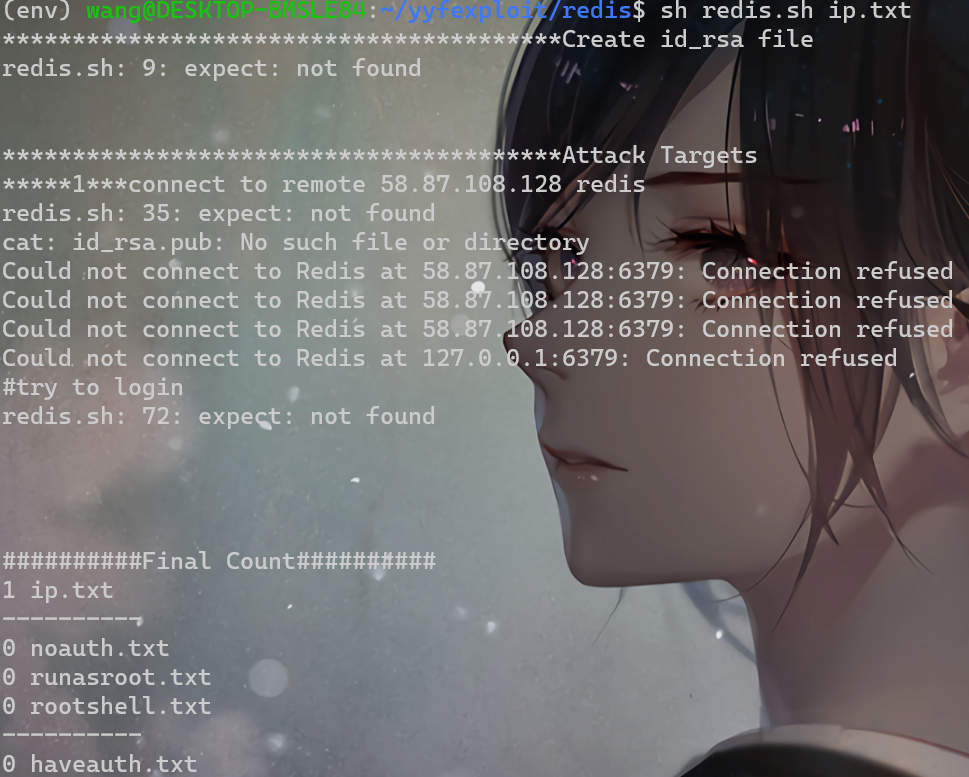 (env) wang@DESKTOP-BMSLE84:~/yyfexploit/redis$ sh redis.sh ip.txt
****************************************Create id_rsa file
redis.sh: 9: expect: not found
****************************************Attack Targets
*****1***connect to remote 58.87.108.128 redis
redis.sh: 35: expect: not found
cat: id_rsa.pub: No such file or directory
Could not connect to Redis at 58.87.108.128:6379: Connection refused
Could not connect to Redis at 58.87.108.128:6379: Connection refused
Could not connect to Redis at 58.87.108.128:6379: Connection refused
Could not connect to Redis at 127.0.0.1:6379: Connection refused
#try to login
redis.sh: 72: expect: not found
##########Final Count##########
1 ip.txt
----------
0 noauth.txt
0 runasroot.txt
0 rootshell.txt
----------
0 haveauth.txt